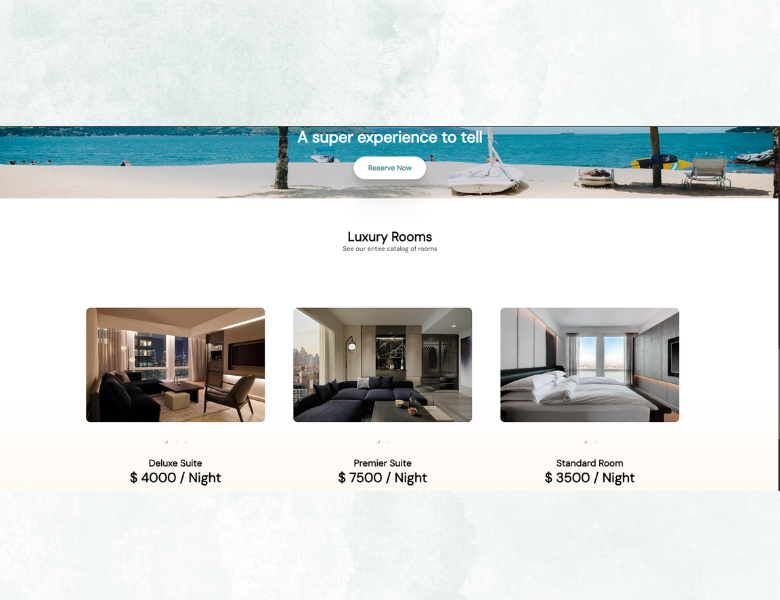 A super experience to tell
Reserve Now
Luxury Rooms
See our entire catalog of rooms
Deluxe Suite
$ 4000 / Night
Premier Suite
$ 7500 / Night
Standard Room
$ 3500 / Night